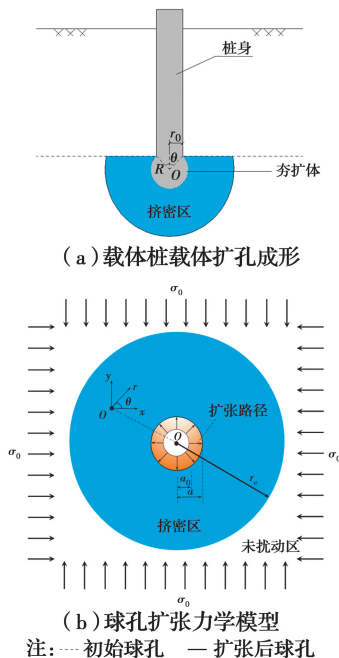 桩身
r₀
R
θ
O
夯扩体
挤密区
(a)载体桩载体扩孔成形
σ₀
y
r
θ
O
x
扩张路径
O
σ₀
σ₀
a₀
a
rₑ
挤密区
未扰动区
σ₀
(b)球孔扩张力学模型
注: ---- 初始球孔 — 扩张后球孔